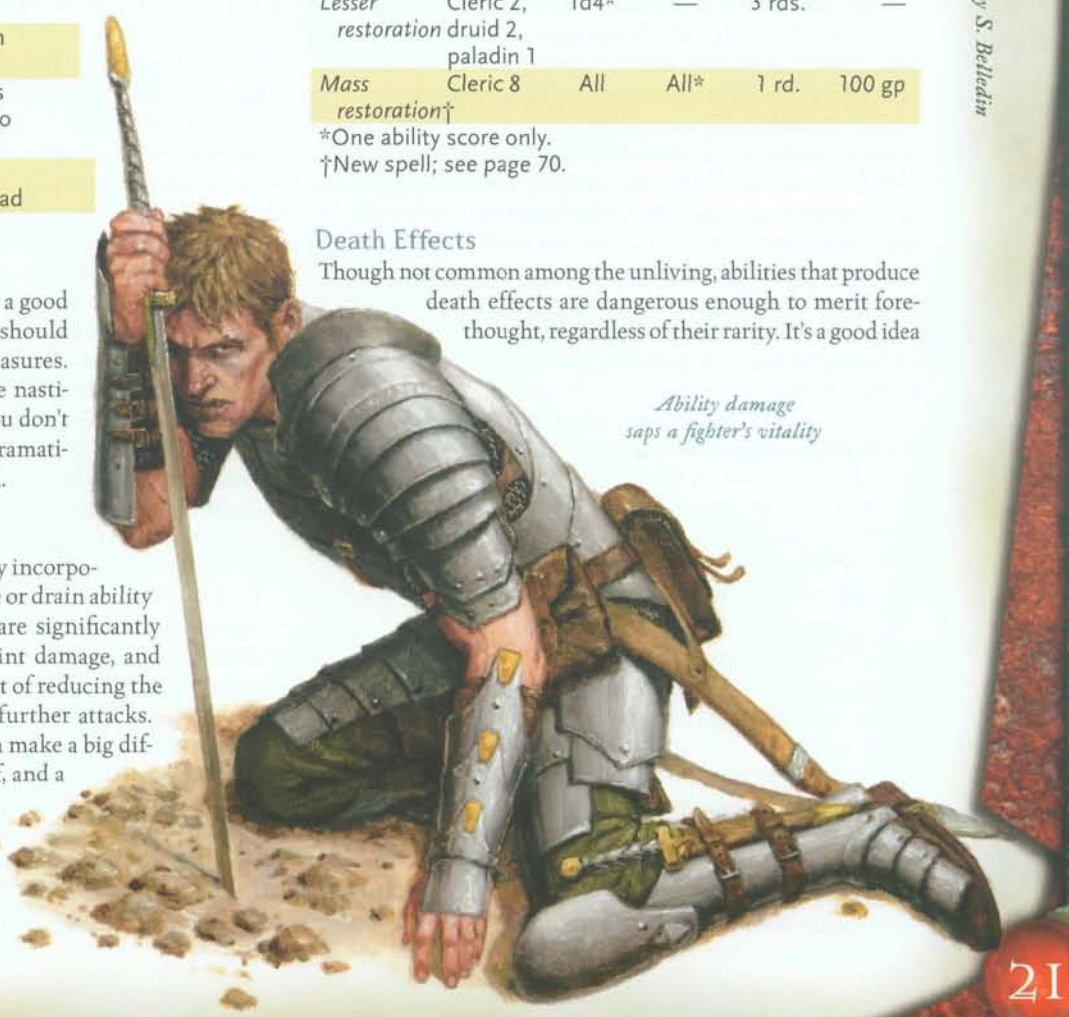 n
s
o
ad
a good
should
asures.
e nasti-
u don't
ramati-
.
y incorpo-
e or drain ability
are significantly
int damage, and
t of reducing the
further attacks.
n make a big dif-
f, and a
Lesser Cleric 2, 1d4* — 3 rds. —
restoration druid 2,
paladin 1
Mass Cleric 8 All All* 1 rd. 100 gp
restoration†
*One ability score only.
†New spell; see page 70.
Death Effects
Though not common among the unliving, abilities that produce
death effects are dangerous enough to merit fore-
thought, regardless of their rarity. It's a good idea
Ability damage
saps a fighter's vitality
y S. Belledin
21